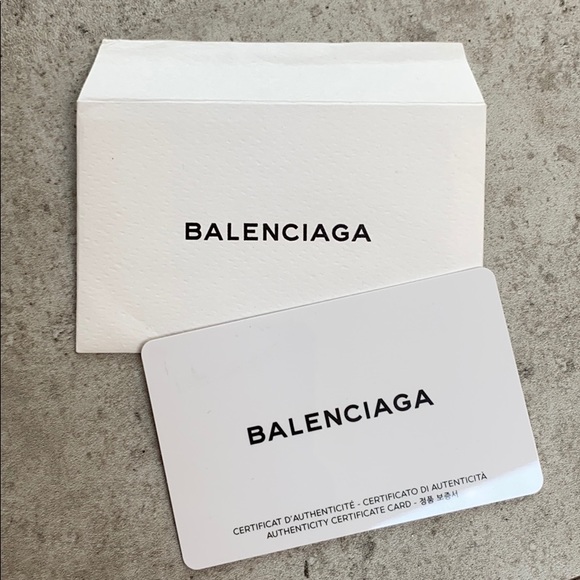 BALENCIAGA
BALENCIAGA
CERTIFICAT D'AUTHENTICITÉ - CERTIFICATO DI AUTENTICITÀ
AUTHENTICITY CERTIFICATE CARD - 정품 보증서